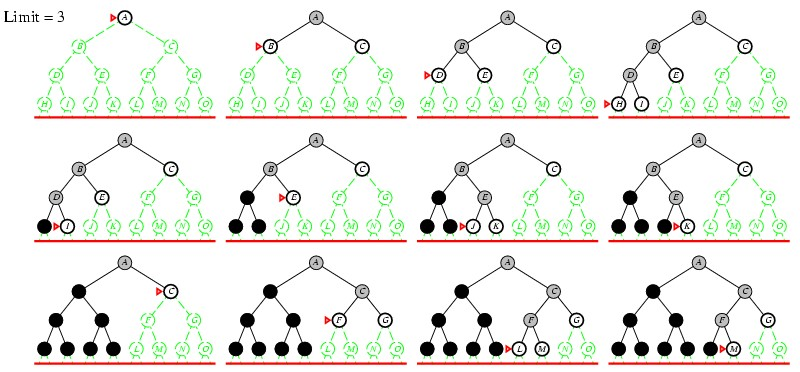 Limit = 3 A A A A
B C B C B C B C
D E F G D E F G D E F G D E F G
H I J K L M N O H I J K L M N O H I J K L M N O H I J K L M N O
A A A A
B C B C B C B C
D E F G E F G E F G E F G
I J K L M N O J K L M N O J K L M N O K L M N O
A A A A
C C C C
F G F G F G F G
L M N O L M N O L M N O M N O